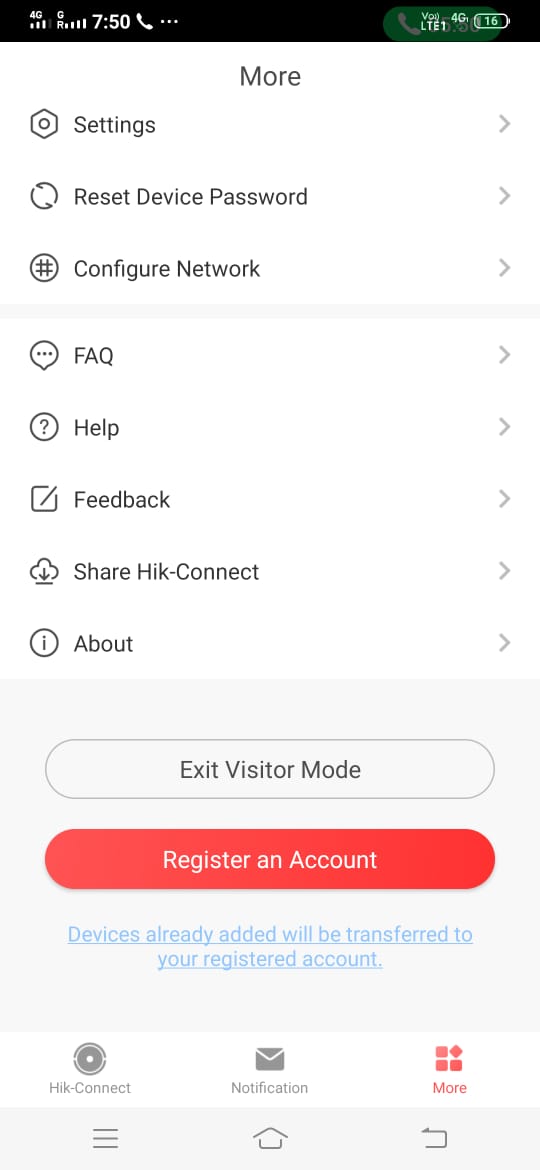 4G G R 7:50 ... Vo) LTE1 4G 16
More
Settings
Reset Device Password
Configure Network
FAQ
Help
Feedback
Share Hik-Connect
About
Exit Visitor Mode
Register an Account
Devices already added will be transferred to
your registered account.
Hik-Connect Notification More